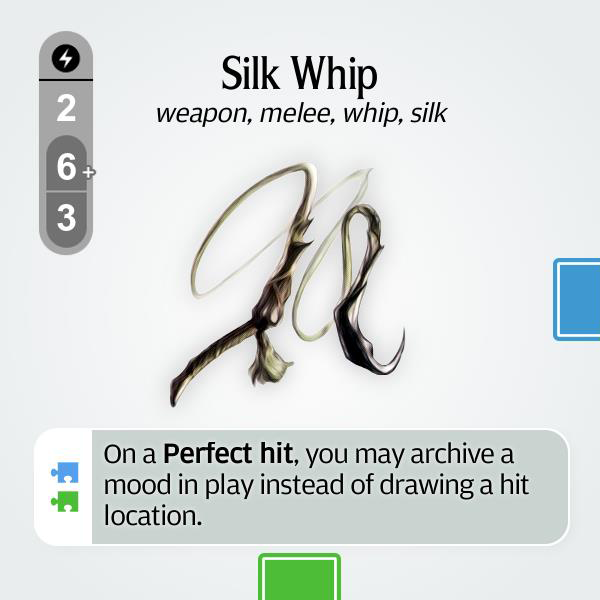 Silk Whip
weapon, melee, whip, silk
2
6+
3
On a Perfect hit, you may archive a
mood in play instead of drawing a hit
location.